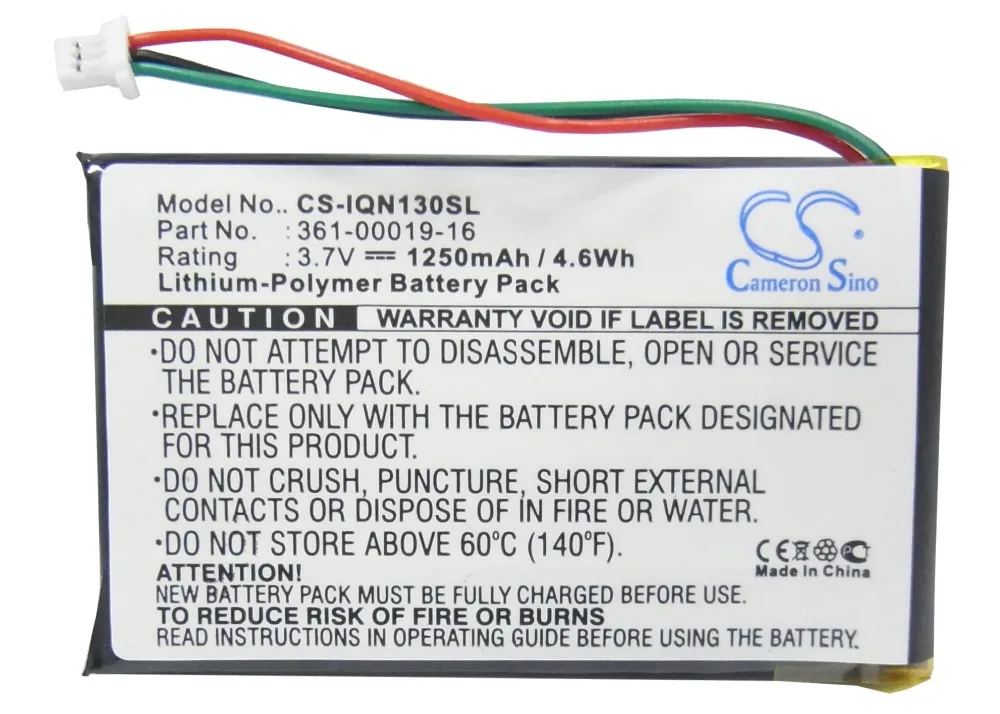 Model No.. CS-IQN130SL
Part No. : 361-00019-16
Rating : 3.7V 1250mAh / 4.6Wh
Lithium-Polymer Battery Pack
CS
Cameron Sino
CAUTION WARRANTY VOID IF LABEL IS REMOVED
·DO NOT ATTEMPT TO DISASSEMBLE, OPEN OR SERVICE
THE BATTERY PACK.
·REPLACE ONLY WITH THE BATTERY PACK DESIGNATED
FOR THIS PRODUCT.
·DO NOT CRUSH, PUNCTURE, SHORT EXTERNAL
CONTACTS OR DISPOSE OF IN FIRE OR WATER.
·DO NOT STORE ABOVE 60°C (140°F).
CE
Made in China
ATTENTION!
NEW BATTERY PACK MUST BE FULLY CHARGED BEFORE USE.
TO REDUCE RISK OF FIRE OR BURNS
READ INSTRUCTIONS IN OPERATING GUIDE BEFORE USING THE BATTERY.